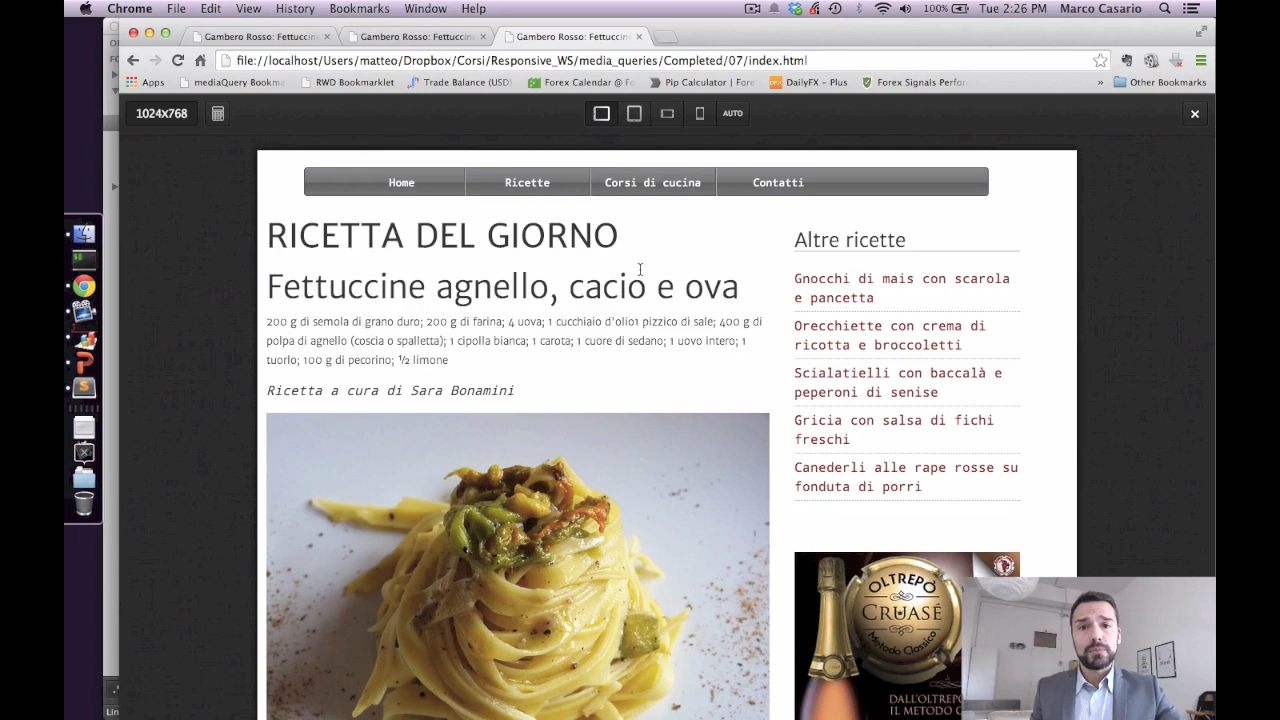 Chrome File Edit View History Bookmarks Window Help 100% Tue 2:26 PM Marco Casario
Gambero Rosso: Fettuccin Gambero Rosso: Fettuccin Gambero Rosso: Fettuccin
file://localhost/Users/matteo/Dropbox/Corsi/Responsive_WS/media_queries/Completed/07/index.html
Apps mediaQuery Bookma RWD Bookmarklet Trade Balance (USD) Forex Calendar @ Fo Pip Calculator | Fore DailyFX - Plus Forex Signals Perfor » Other Bookmarks
1024x768 AUTO
Home Ricette Corsi di cucina Contatti
RICETTA DEL GIORNO
Fettuccine agnello, cacio e ova
200 g di semola di grano duro; 200 g di farina; 4 uova; 1 cucchiaio d'olio1 pizzico di sale; 400 g di
polpa di agnello (coscia o spalletta); 1 cipolla bianca; 1 carota; 1 cuore di sedano; 1 uovo intero; 1
tuorlo; 100 g di pecorino; ½ limone
Ricetta a cura di Sara Bonamini
Altre ricette
Gnocchi di mais con scarola
e pancetta
Orecchiette con crema di
ricotta e broccoletti
Scialatielli con baccalà e
peperoni di senise
Gricia con salsa di fichi
freschi
Canederli alle rape rosse su
fonduta di porri
OLTREPÒ
CRUASÉ
Metodo Classico
DALL'OLTREPO
IL METODO C
Lin